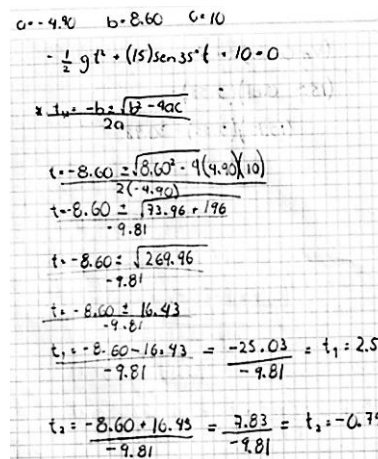 a=-4.90 b=8.60 c=10
- 1/2 gt² + (15)sen35°t + 10=0
* tₓ = -b±√b²-4ac / 2a
t=-8.60 ±√8.60²-4(4.90)(10) / 2(-4.90)
t=-8.60 ± √73.96+196 / -9.81
t=-8.60± √269.96 / -9.81
t=-8.60 ± 16.43 / -9.81
t₁=-8.60-16.43 / -9.81 = -25.03 / -9.81 = t₁=2.5
t₂=-8.60+16.43 / -9.81 = 7.83 / -9.81 = t₂=-0.7